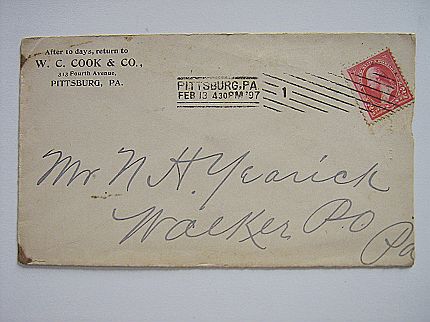 After 10 days, return to
W. C. COOK & CO.,
313 Fourth Avenue,
PITTSBURG, PA.
PITTSBURG, PA.
FEB 13 430PM '97
1
Mr N H. Yearick
Walker P.O
Pa